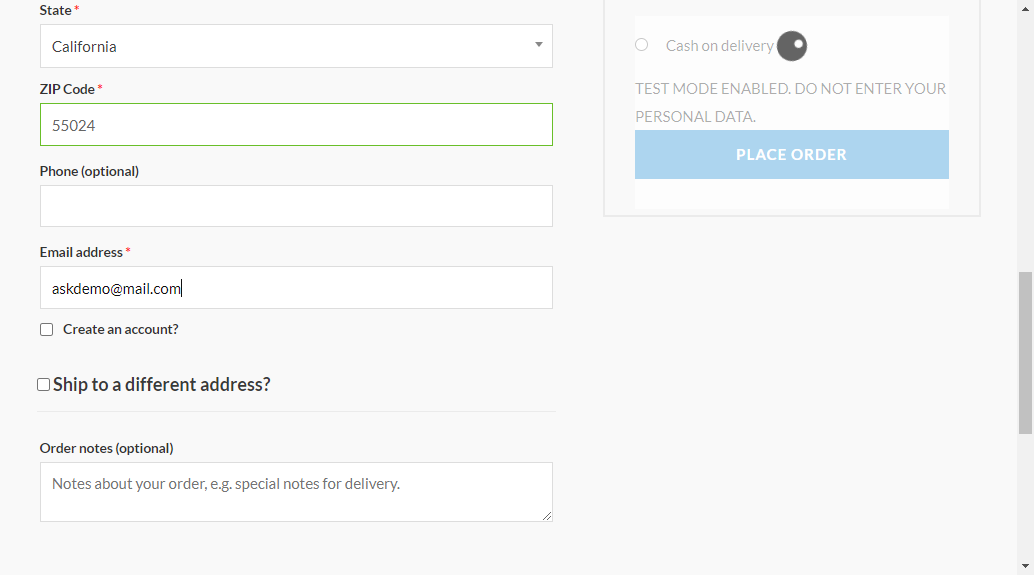 State *
California
ZIP Code *
55024
Phone (optional)
Email address *
askdemo@mail.com
Create an account?
Ship to a different address?
Order notes (optional)
Notes about your order, e.g. special notes for delivery.
Cash on delivery
TEST MODE ENABLED. DO NOT ENTER YOUR
PERSONAL DATA.
PLACE ORDER